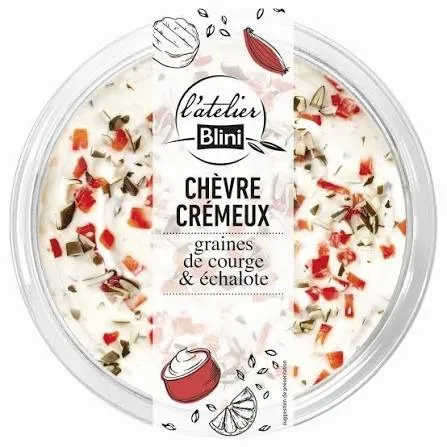 l'atelier
Blini
CHÈVRE
CRÉMEUX
graines
de courge
& échalote
suggestion de présentation